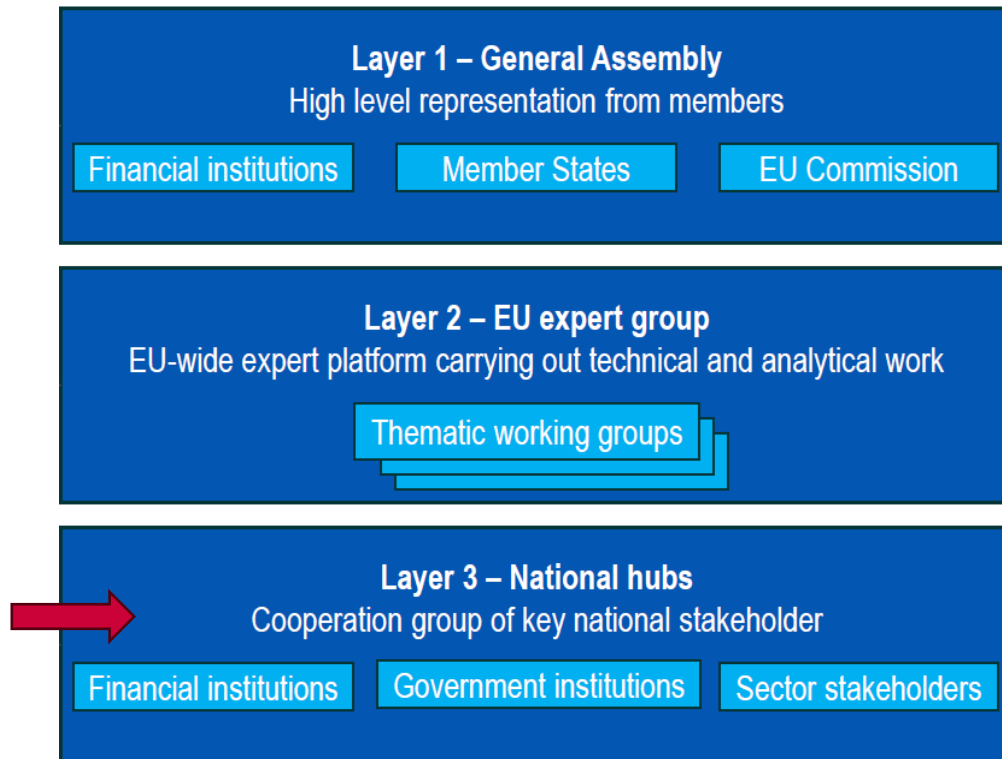 Layer 1 – General Assembly
High level representation from members
Financial institutions
Member States
EU Commission
Layer 2 – EU expert group
EU-wide expert platform carrying out technical and analytical work
Thematic working groups
Layer 3 – National hubs
Cooperation group of key national stakeholder
Financial institutions
Government institutions
Sector stakeholders